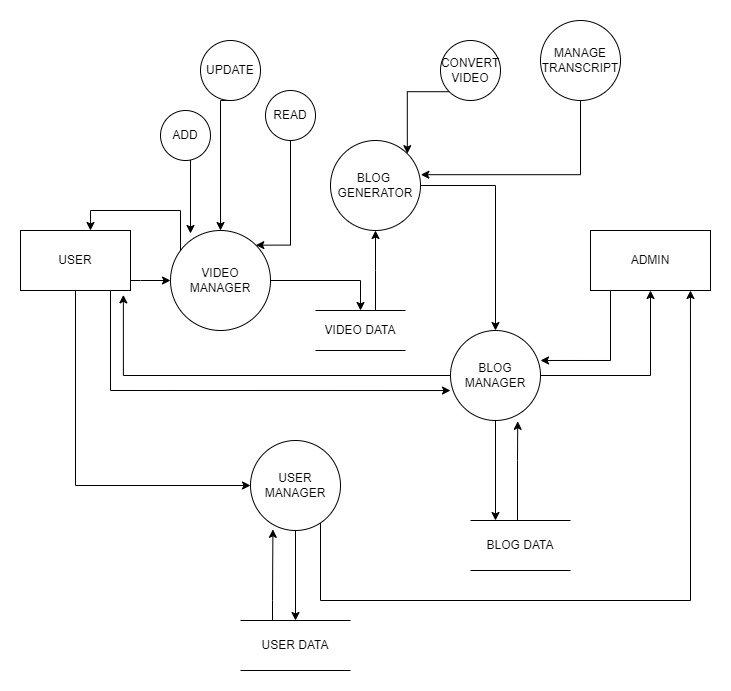 UPDATE
CONVERT
VIDEO
MANAGE
TRANSCRIPT
READ
ADD
BLOG
GENERATOR
USER
VIDEO
MANAGER
ADMIN
VIDEO DATA
BLOG
MANAGER
USER
MANAGER
BLOG DATA
USER DATA